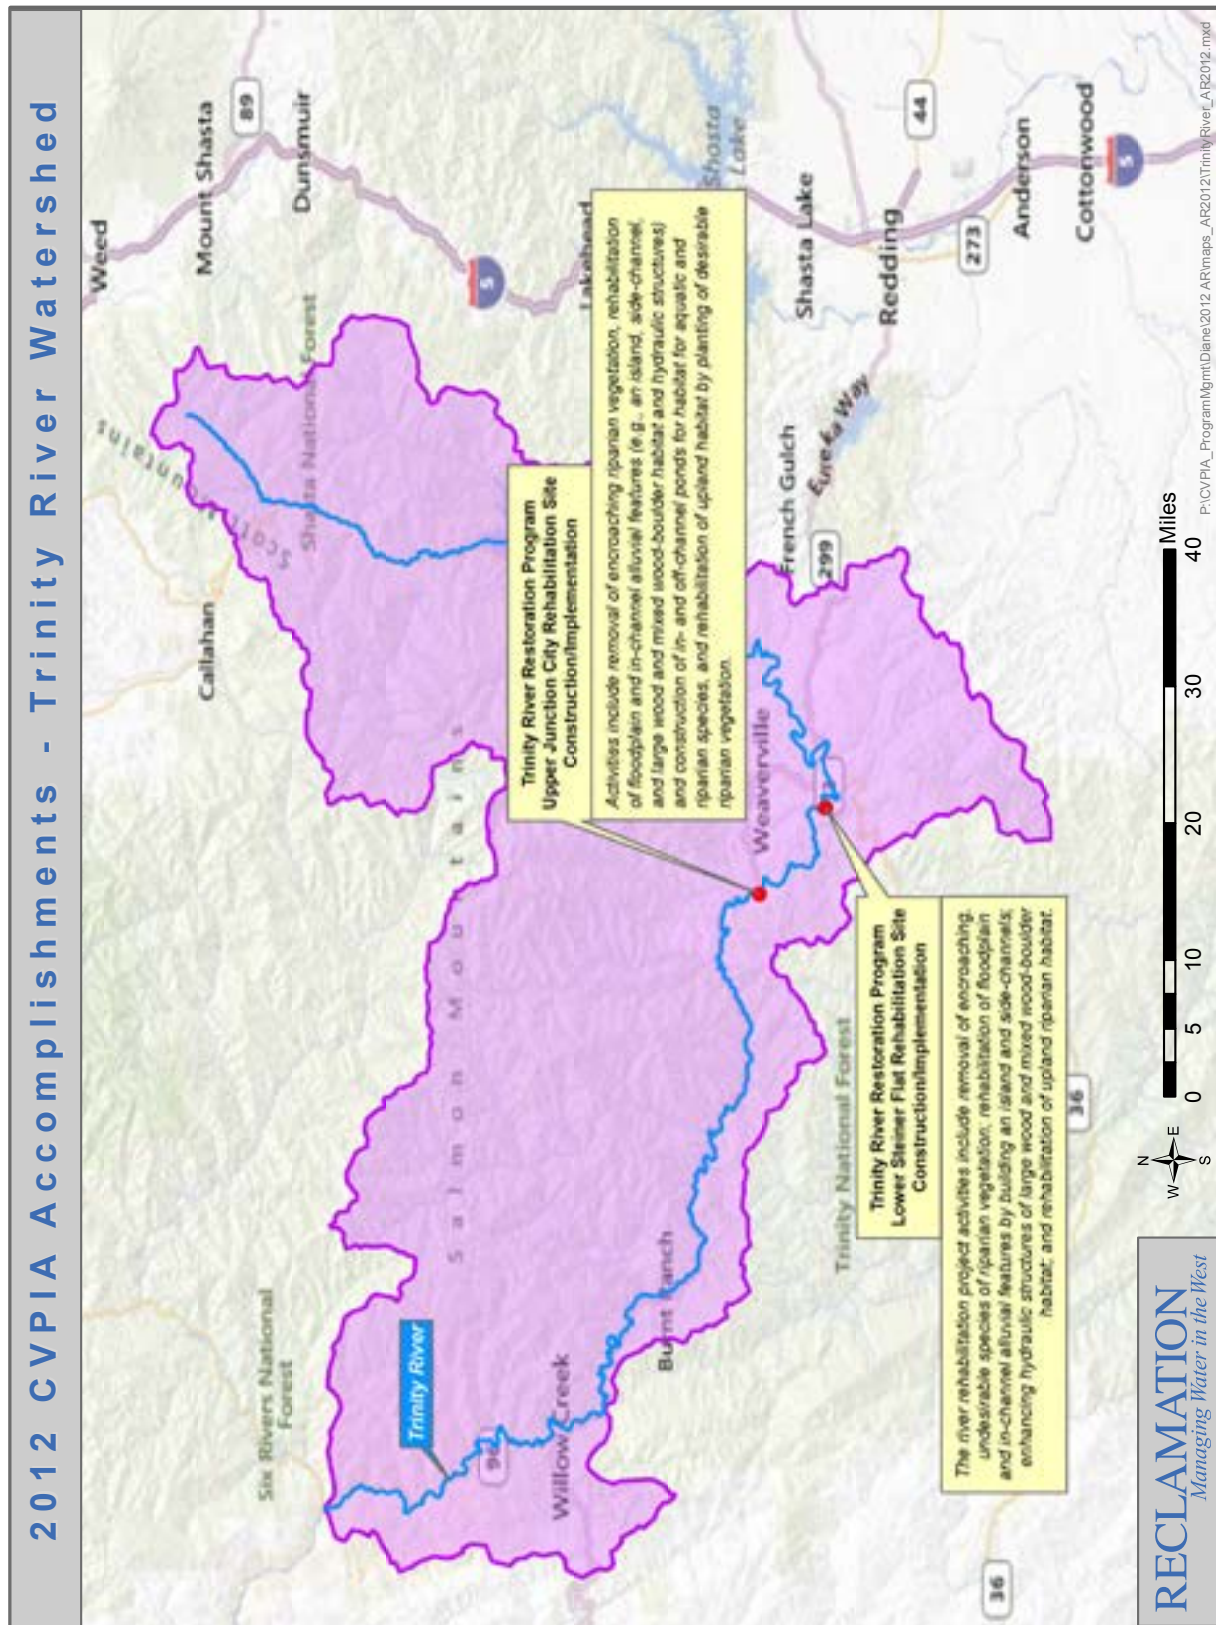 2012 CVPIA Accomplishments - Trinity River Watershed
Weed
Mount Shasta
89
Dunsmuir
5
Lakehead
Shasta
Lake
Shasta Lake
Redding
44
273
Anderson
Cottonwood
5
Callahan
Scott Mountains
Shasta National Forest
Salmon Mountains
Six Rivers National
Forest
Trinity River
96
Willow Creek
Burnt Ranch
Weaverville
French Gulch
Eureka Way
299
Trinity National Forest
36
36
Trinity River Restoration Program
Upper Junction City Rehabilitation Site
Construction/Implementation
Activities include removal of encroaching riparian vegetation, rehabilitation
of floodplain and in-channel alluvial features (e.g., an island, side-channel,
and large wood and mixed wood-boulder habitat and hydraulic structures)
and construction of in- and off-channel ponds for habitat for aquatic and
riparian species, and rehabilitation of upland habitat by planting of desirable
riparian vegetation.
Trinity River Restoration Program
Lower Steiner Flat Rehabilitation Site
Construction/Implementation
The river rehabilitation project activities include removal of encroaching,
undesirable species of riparian vegetation; rehabilitation of floodplain
and in-channel alluvial features by building an island and side-channels;
enhancing hydraulic structures of large wood and mixed wood-boulder
habitat; and rehabilitation of upland riparian habitat.
RECLAMATION
Managing Water in the West
N
W E
S
0 5 10 20 30 40
Miles
P:\CVPIA_ProgramMgmt\Diane\2012 AR\maps_AR2012\TrinityRiver_AR2012.mxd